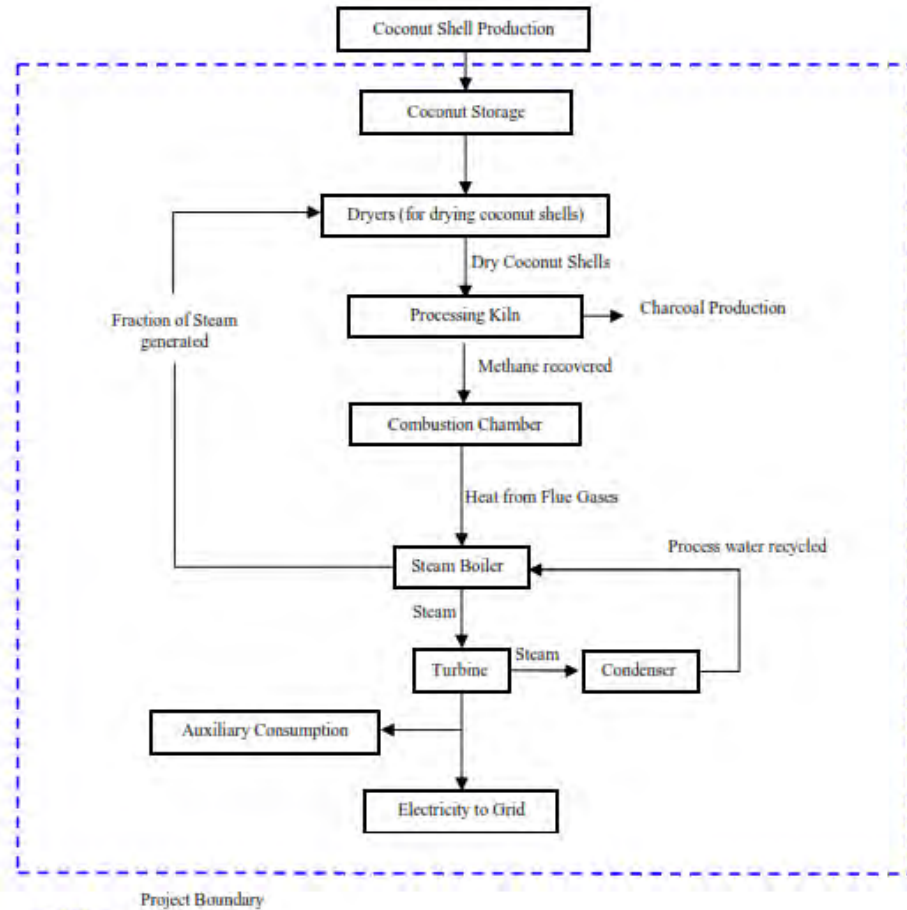 Coconut Shell Production
Coconut Storage
Dryers (for drying coconut shells)
Dry Coconut Shells
Fraction of Steam
generated
Processing Kiln
Charcoal Production
Methane recovered
Combustion Chamber
Heat from Flue Gases
Process water recycled
Steam Boiler
Steam
Turbine
Steam
Condenser
Auxiliary Consumption
Electricity to Grid
Project Boundary